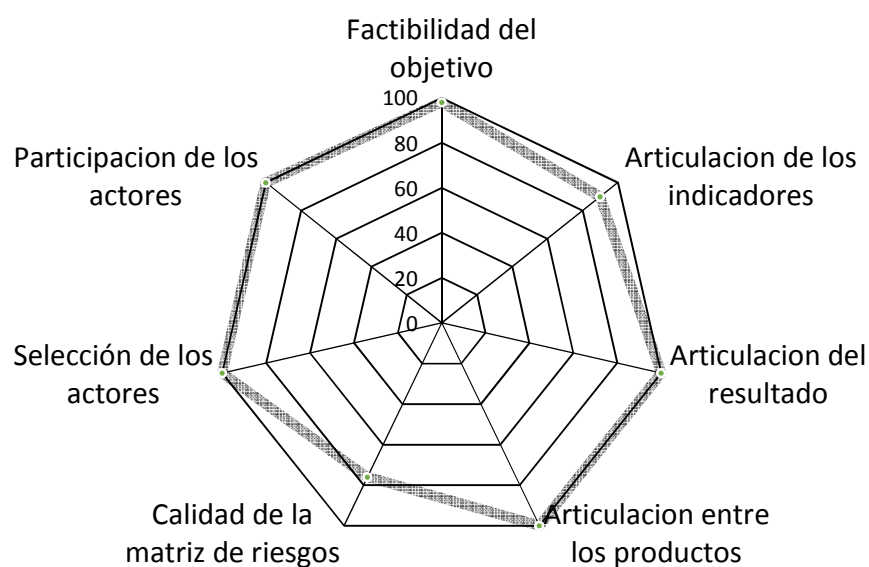 Factibilidad del
objetivo
Articulacion de los
indicadores
Articulacion del
resultado
Articulacion entre
los productos
Calidad de la
matriz de riesgos
Selección de los
actores
Participacion de los
actores
100
80
60
40
20
0